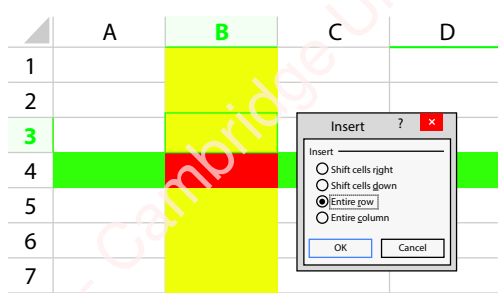 A B C D
1
2
3
4
5
6
7
Insert ? ×
Insert
Shift cells right
Shift cells down
Entire row
Entire column
OK Cancel
Cambridge U